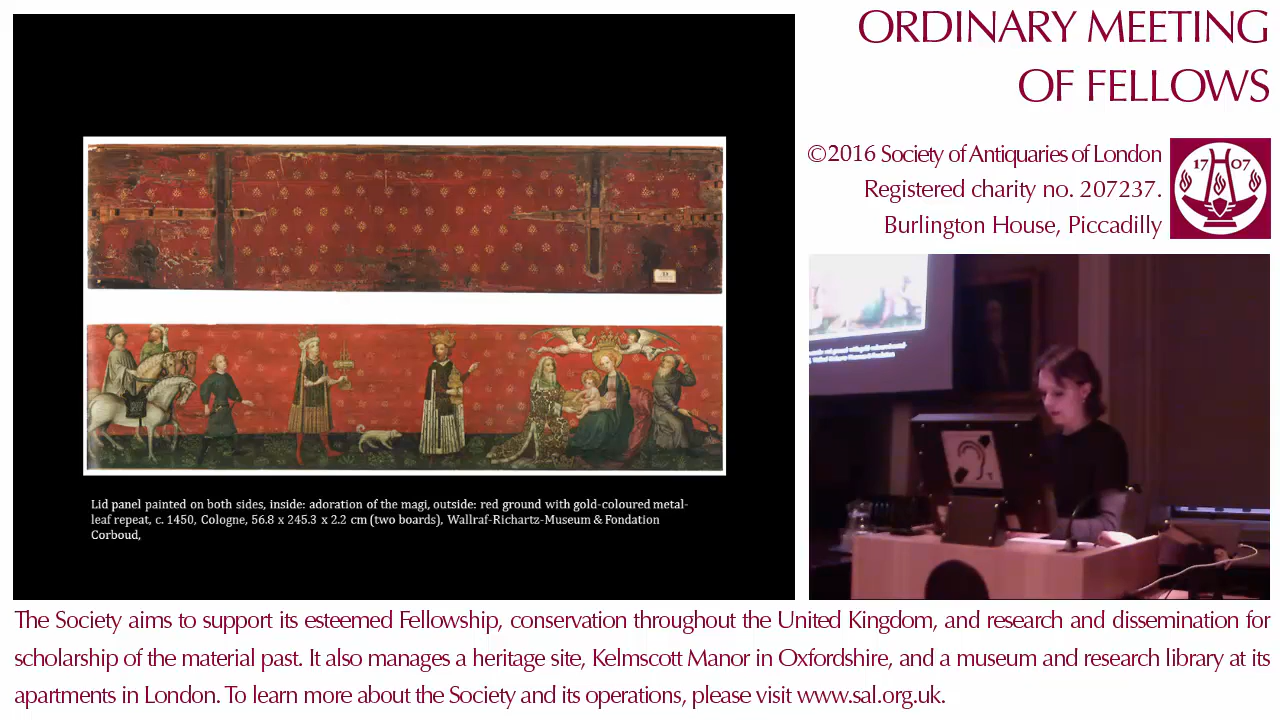 ORDINARY MEETING
OF FELLOWS
©2016 Society of Antiquaries of London
Registered charity no. 207237.
Burlington House, Piccadilly
17 07
Lid panel painted on both sides, inside: adoration of the magi, outside: red ground with gold-coloured metal-
leaf repeat, c. 1450, Cologne, 56.8 x 245.3 x 2.2 cm (two boards), Wallraf-Richartz-Museum & Fondation
Corboud,
The Society aims to support its esteemed Fellowship, conservation throughout the United Kingdom, and research and dissemination for
scholarship of the material past. It also manages a heritage site, Kelmscott Manor in Oxfordshire, and a museum and research library at its
apartments in London. To learn more about the Society and its operations, please visit www.sal.org.uk.